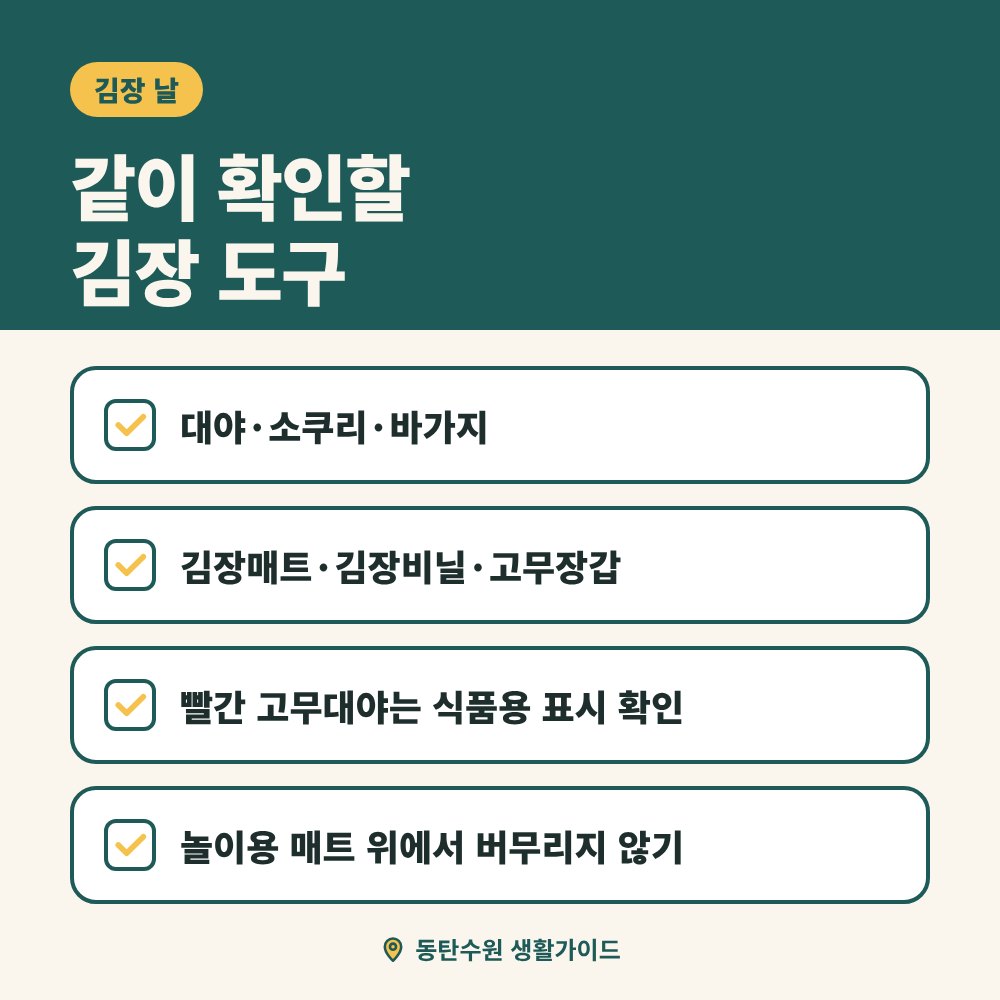 김장 날
같이 확인할
김장 도구
대야·소쿠리·바가지
김장매트·김장비닐·고무장갑
빨간 고무대야는 식품용 표시 확인
놀이용 매트 위에서 버무리지 않기
동탄수원 생활가이드